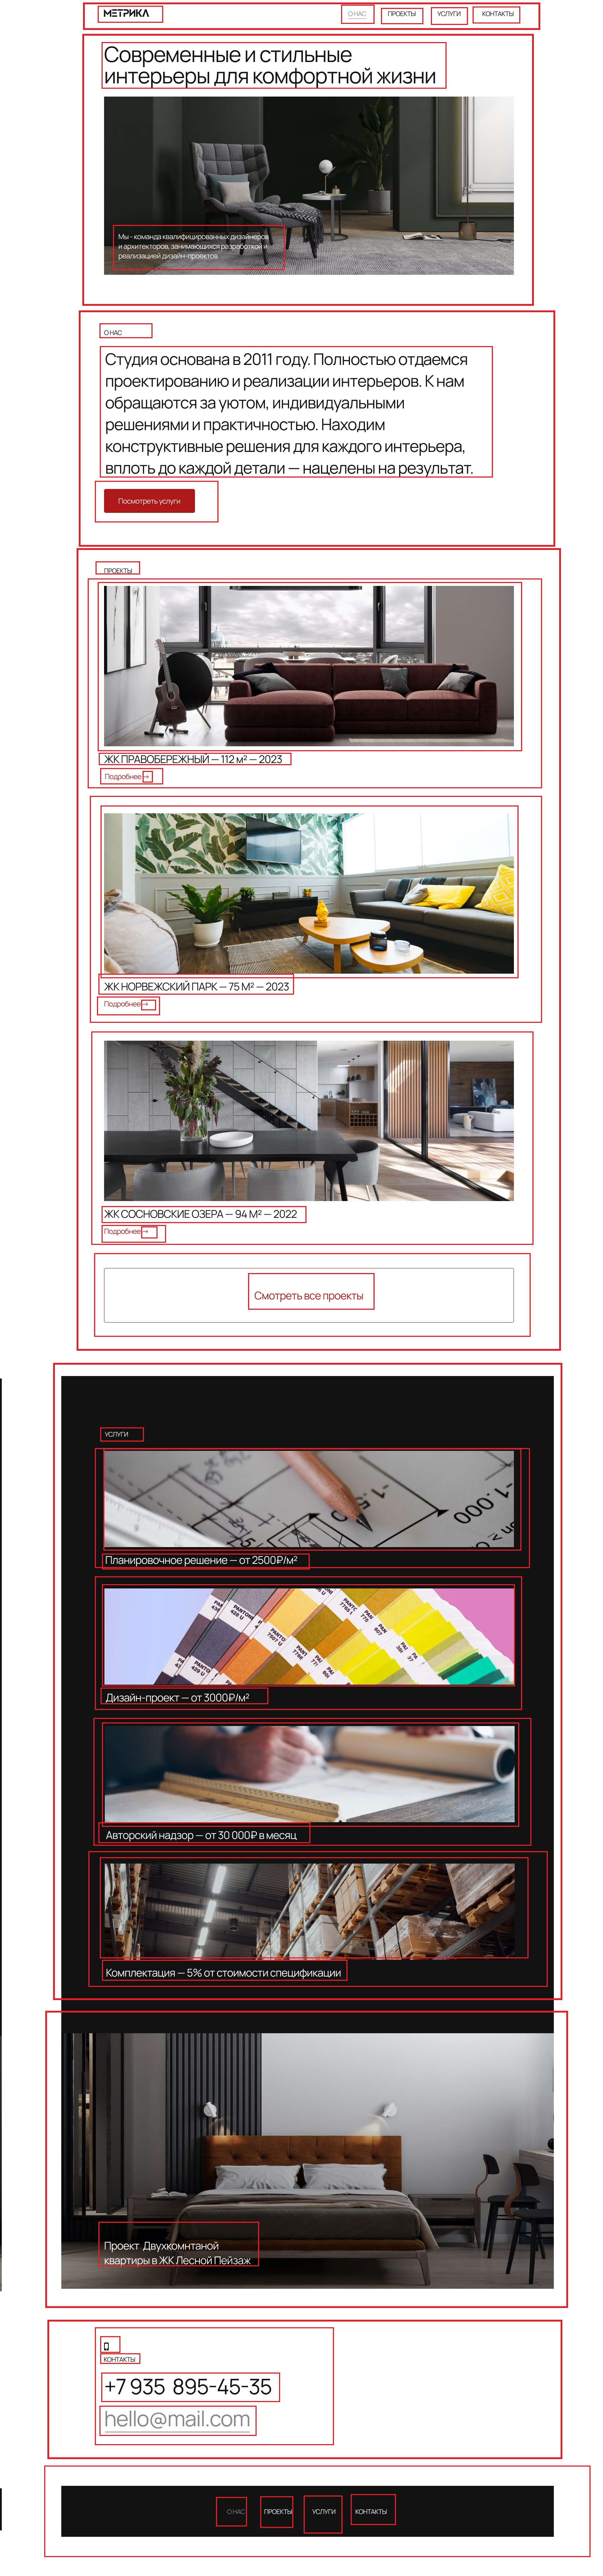 МЕТРИКА
О НАС
ПРОЕКТЫ
УСЛУГИ
КОНТАКТЫ
Современные и стильные
интерьеры для комфортной жизни
Мы - команда квалифицированных дизайнеров
и архитекторов, занимающихся разработкой и
реализацией дизайн-проектов
О НАС
Студия основана в 2011 году. Полностью отдаемся
проектированию и реализации интерьеров. К нам
обращаются за уютом, индивидуальными
решениями и практичностью. Находим
конструктивные решения для каждого интерьера,
вплоть до каждой детали — нацелены на результат.
Посмотреть услуги
ПРОЕКТЫ
ЖК ПРАВОБЕРЕЖНЫЙ — 112 м² — 2023
Подробнее →
ЖК НОРВЕЖСКИЙ ПАРК — 75 М² — 2023
Подробнее →
ЖК СОСНОВСКИЕ ОЗЕРА — 94 М² — 2022
Подробнее →
Смотреть все проекты
УСЛУГИ
-1.000
Планировочное решение — от 2500₽/м²
PANTONE
Дизайн-проект — от 3000₽/м²
Авторский надзор — от 30 000₽ в месяц
Комплектация — 5% от стоимости спецификации
Проект Двухкомнтаной
квартиры в ЖК Лесной Пейзаж
КОНТАКТЫ
+7 935 895-45-35
hello@mail.com
О НАС
ПРОЕКТЫ
УСЛУГИ
КОНТАКТЫ